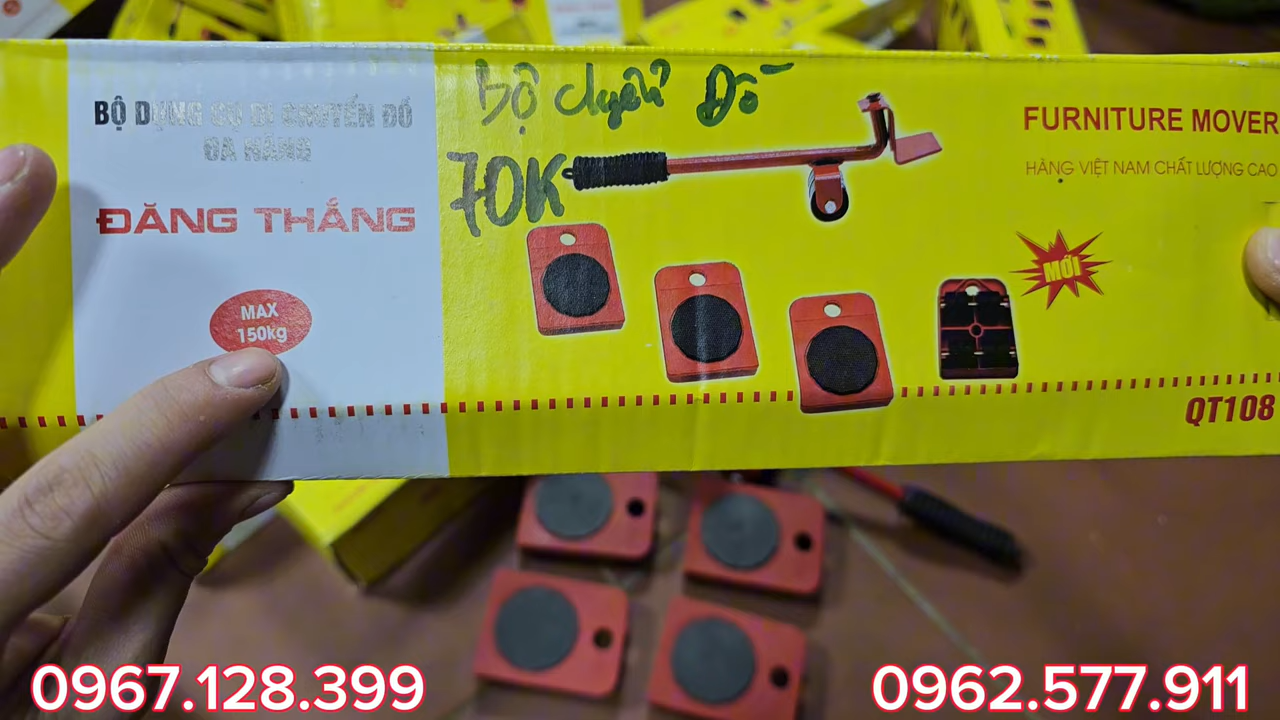 BỘ DỤNG CỤ DI CHUYỂN ĐỒ
ĐA NĂNG
ĐĂNG THẮNG
MAX
150kg
Bộ chuyển Đồ
70K
FURNITURE MOVER
HÀNG VIỆT NAM CHẤT LƯỢNG CAO
MỚI
QT108
0967.128.399
0962.577.911